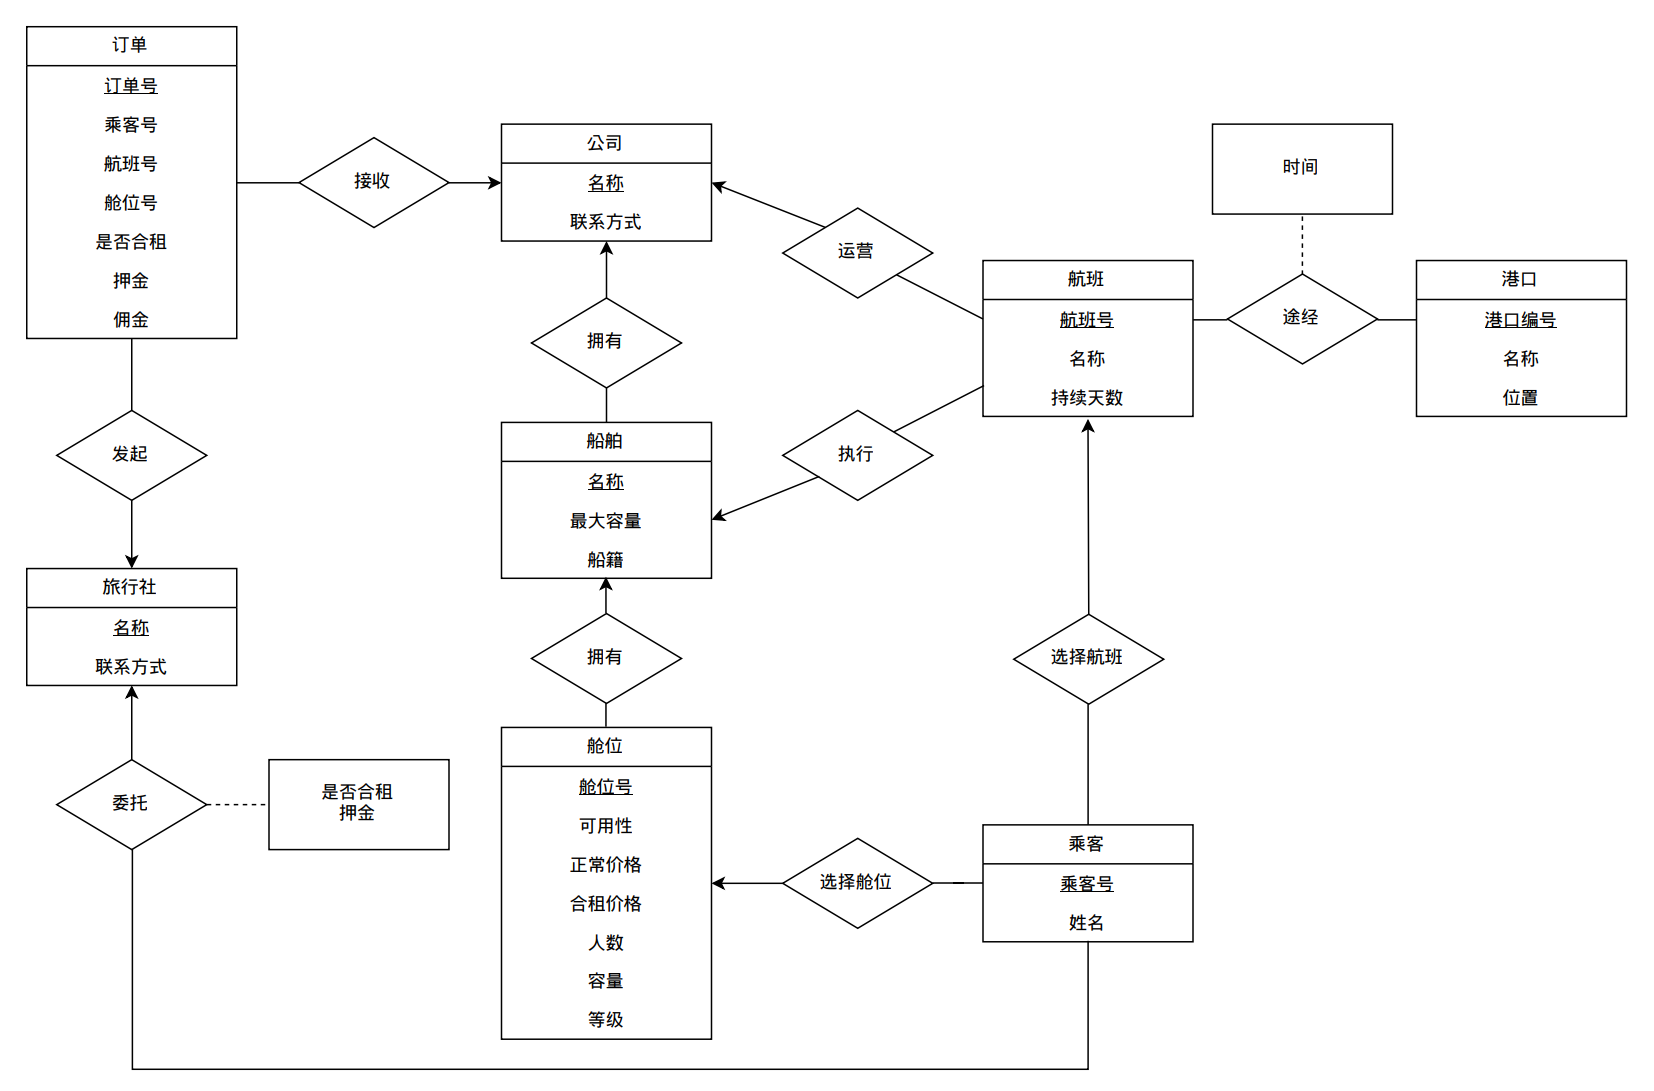 订单
订单号
乘客号
航班号
舱位号
是否合租
押金
佣金
接收
公司
名称
联系方式
运营
时间
航班
航班号
名称
持续天数
途经
港口
港口编号
名称
位置
拥有
发起
船舶
名称
最大容量
船籍
执行
旅行社
名称
联系方式
拥有
选择航班
委托
是否合租
押金
舱位
舱位号
可用性
正常价格
合租价格
人数
容量
等级
选择舱位
乘客
乘客号
姓名